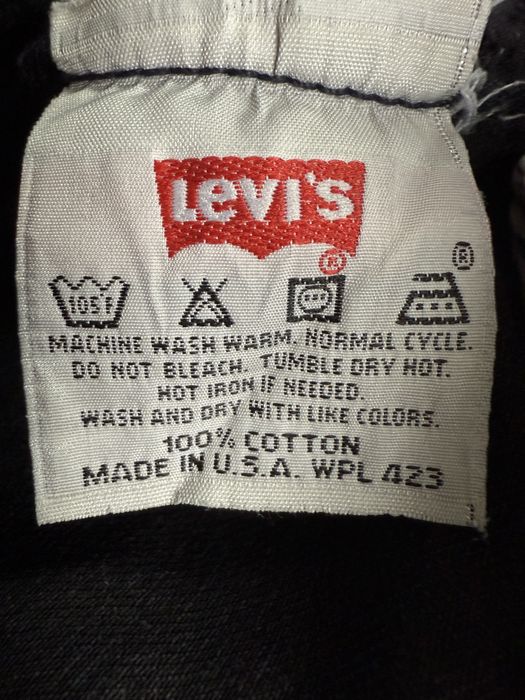 LEVI'S
®
®
105F
MACHINE WASH WARM. NORMAL CYCLE.
DO NOT BLEACH. TUMBLE DRY HOT.
HOT IRON IF NEEDED.
WASH AND DRY WITH LIKE COLORS.
100% COTTON
MADE IN U.S.A. WPL 423